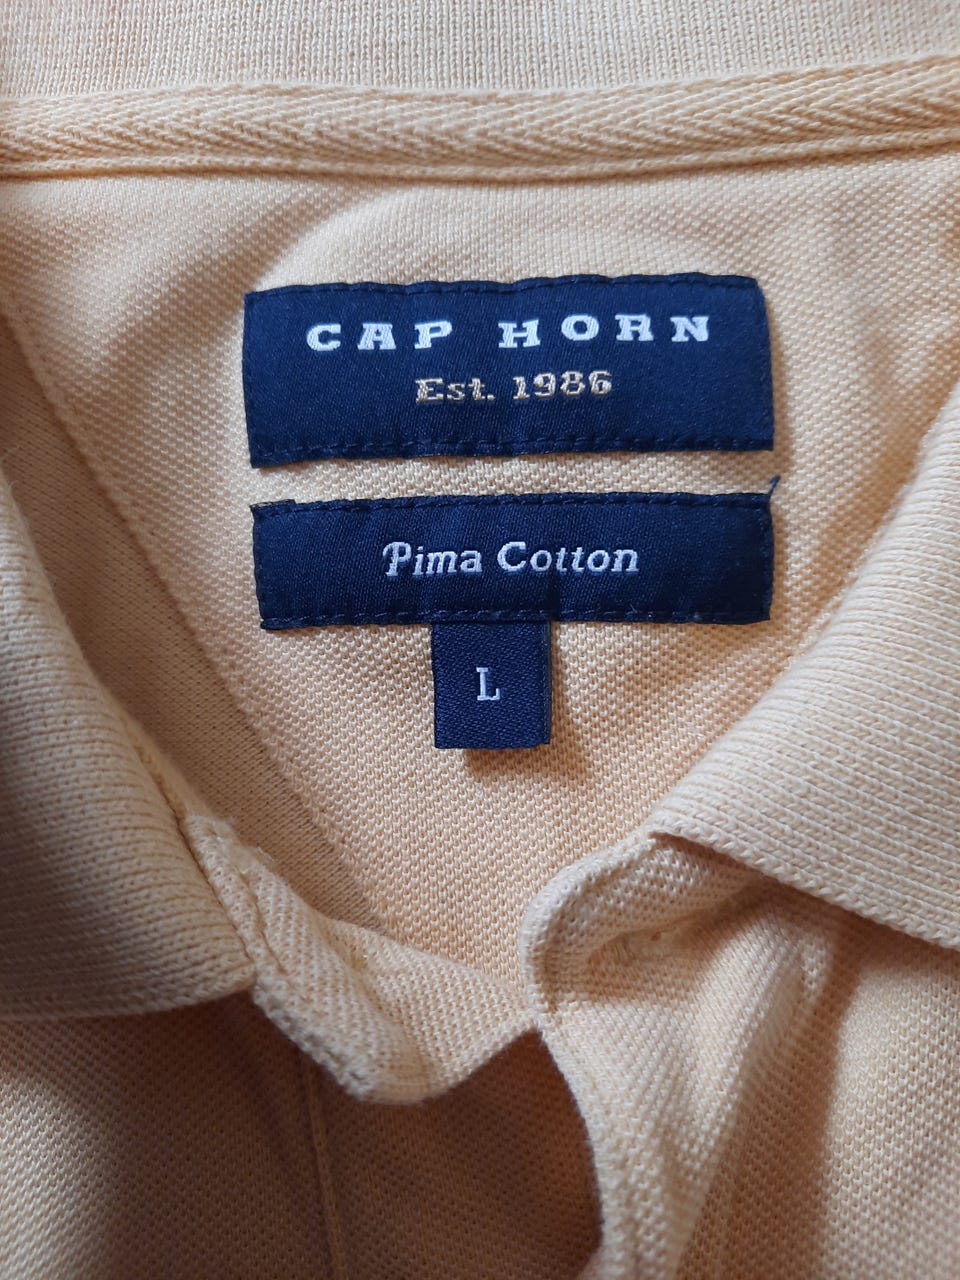 CAP HORN
Est. 1986
Pima Cotton
L